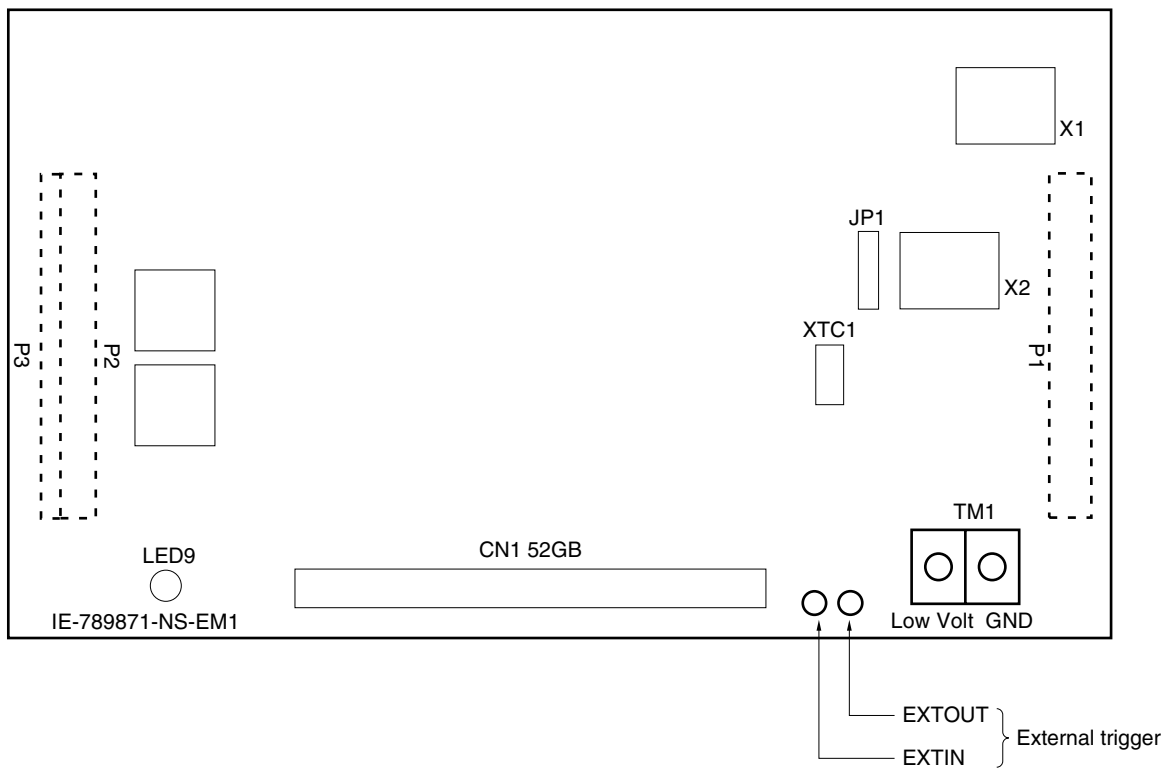 X1
JP1
X2
XTC1
P3
P2
P1
TM1
LED9
CN1 52GB
IE-789871-NS-EM1
Low Volt GND
EXTOUT
EXTIN
External trigger